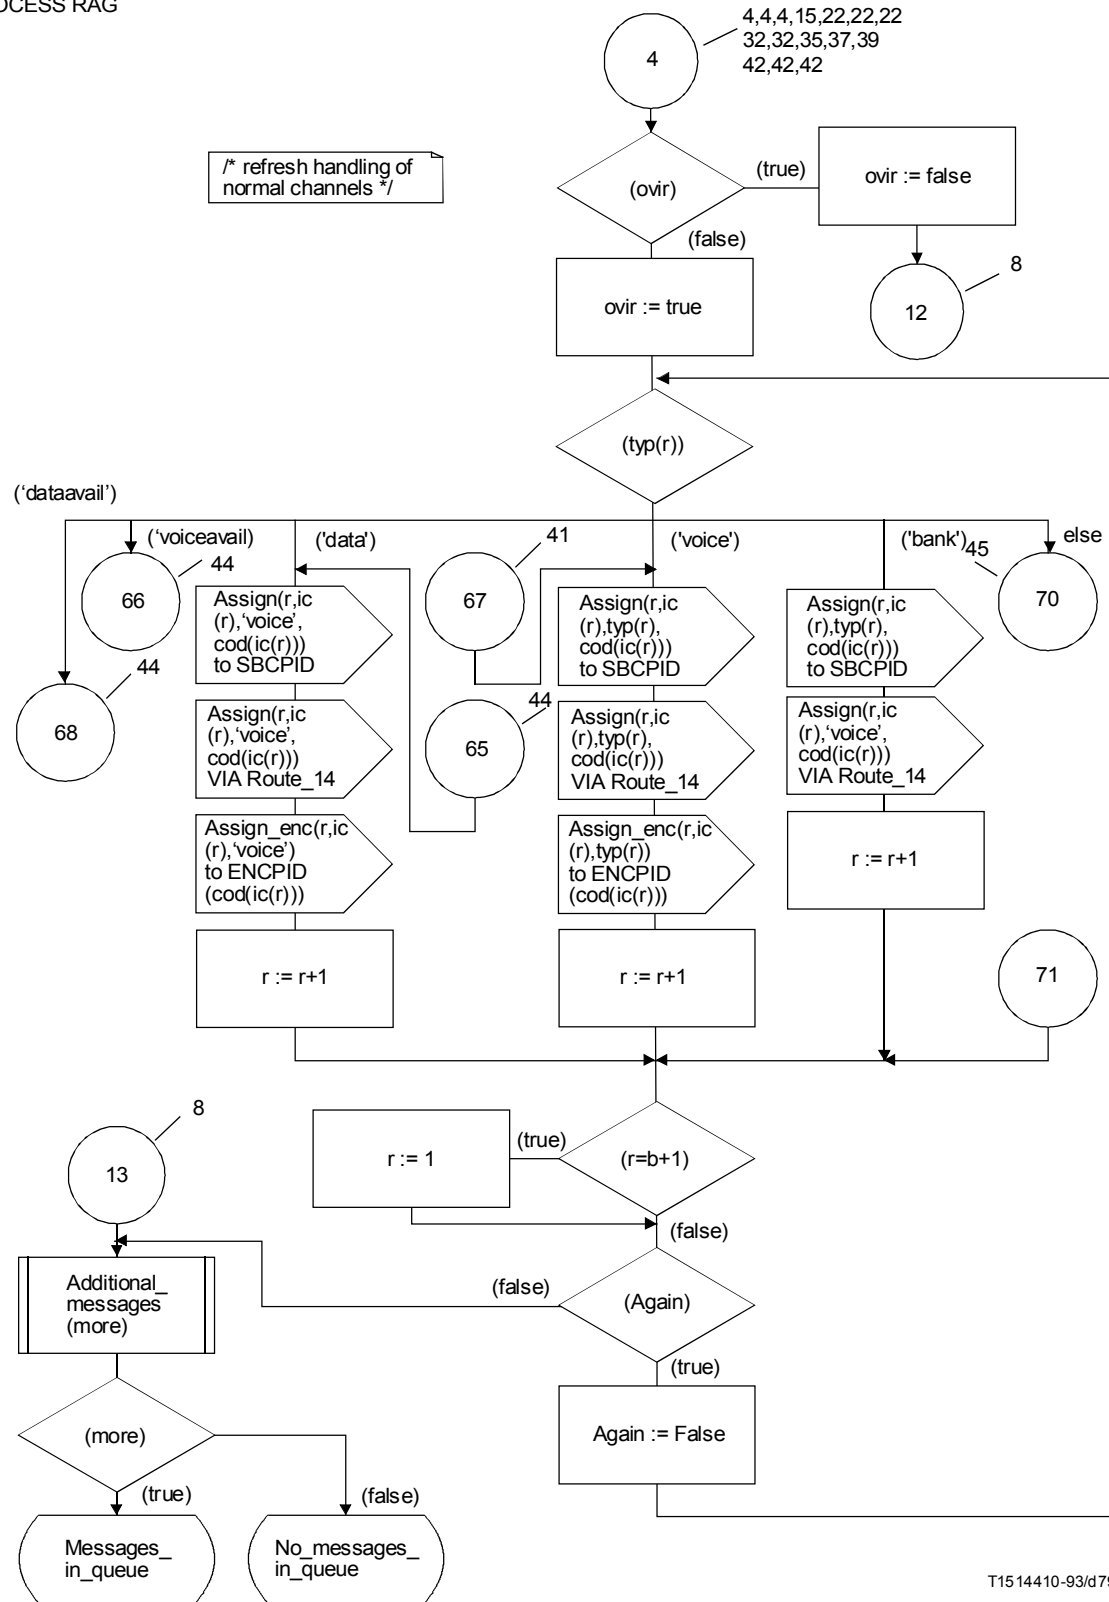 OCESS RAG
4,4,4,15,22,22,22
32,32,35,37,39
42,42,42
4
/* refresh handling of
normal channels */
(ovir)
(true)
ovir := false
(false)
8
ovir := true
12
(typ(r))
(‘dataavail’)
(‘voiceavail)
44
('data')
41
('voice')
('bank')
45
else
66
67
70
Assign(r,ic
(r),‘voice’,
cod(ic(r)))
to SBCPID
Assign(r,ic
(r),typ(r),
cod(ic(r)))
to SBCPID
Assign(r,ic
(r),typ(r),
cod(ic(r)))
to SBCPID
44
68
44
65
Assign(r,ic
(r),‘voice’,
cod(ic(r)))
VIA Route_14
Assign(r,ic
(r),typ(r),
cod(ic(r)))
VIA Route_14
Assign(r,ic
(r),‘voice’,
cod(ic(r)))
VIA Route_14
Assign_enc(r,ic
(r),‘voice’)
to ENCPID
(cod(ic(r)))
Assign_enc(r,ic
(r),typ(r))
to ENCPID
(cod(ic(r)))
r := r+1
r := r+1
r := r+1
71
8
13
r := 1
(true)
(r=b+1)
(false)
Additional_
messages
(more)
(false)
(Again)
(true)
Again := False
(more)
(true)
(false)
Messages_
in_queue
No_messages_
in_queue
T1514410-93/d79